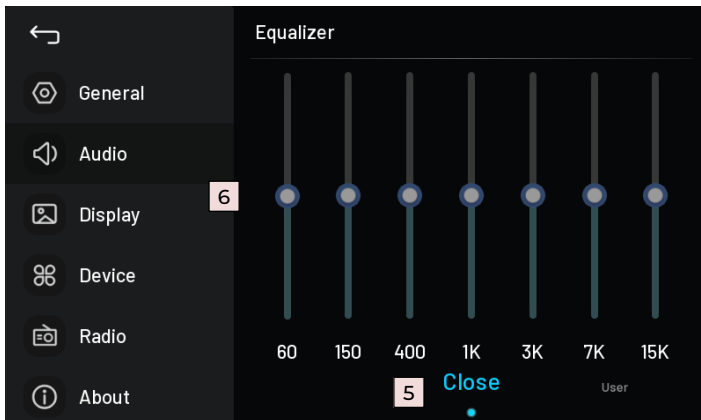 Equalizer
General
Audio
6
Display
Device
Radio
About
60 150 400 1K 3K 7K 15K
5 Close User